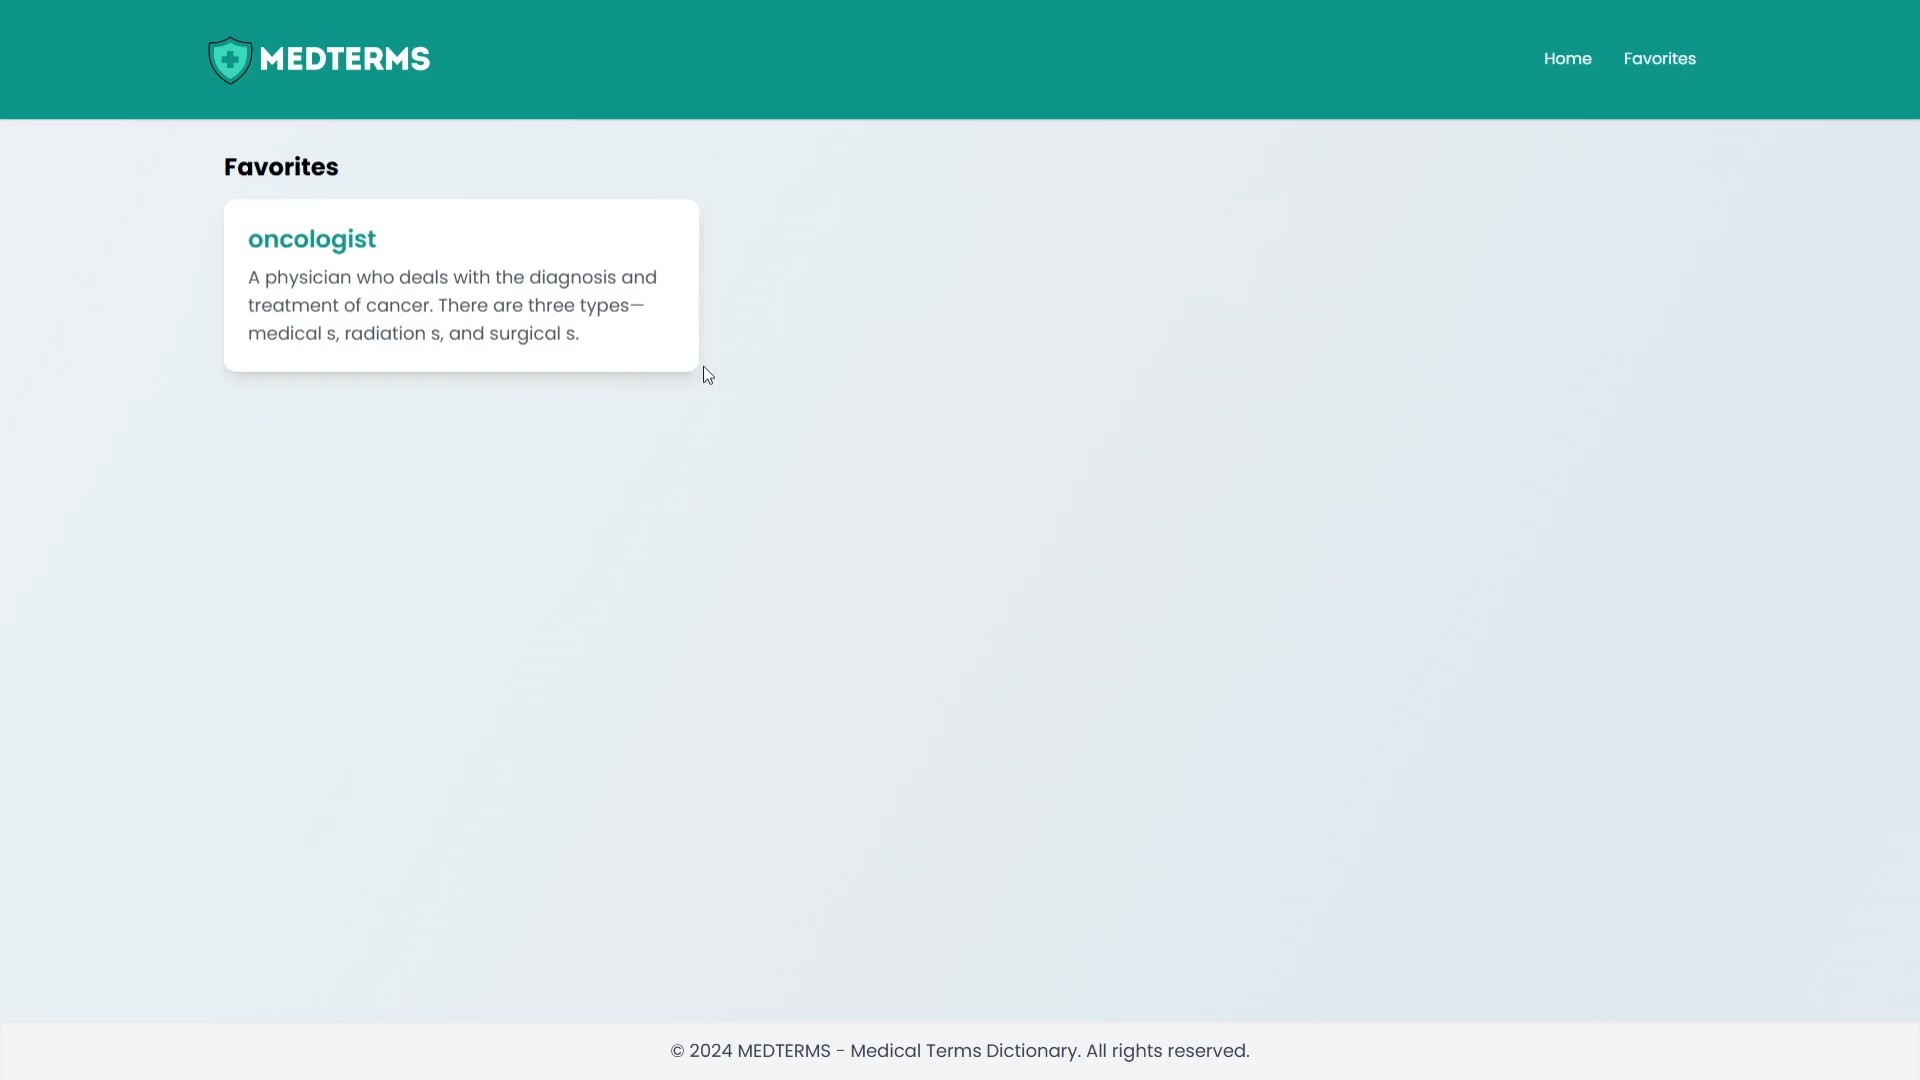 MEDTERMS
Home
Favorites
Favorites
oncologist
A physician who deals with the diagnosis and
treatment of cancer. There are three types—
medical s, radiation s, and surgical s.
© 2024 MEDTERMS - Medical Terms Dictionary. All rights reserved.